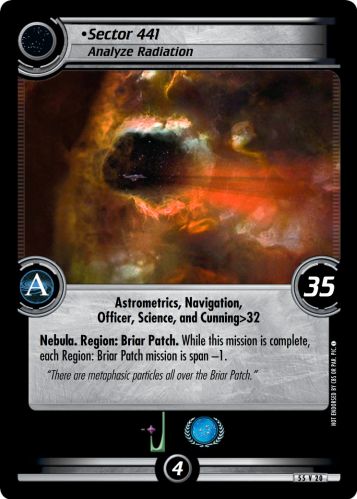 •Sector 441
Analyze Radiation
A
35
Astrometrics, Navigation,
Officer, Science, and Cunning>32
Nebula. Region: Briar Patch. While this mission is complete,
each Region: Briar Patch mission is span –1.
"There are metaphasic particles all over the Briar Patch."
NOT ENDORSED BY CBS OR PAR. PIC.
4
55 V 20